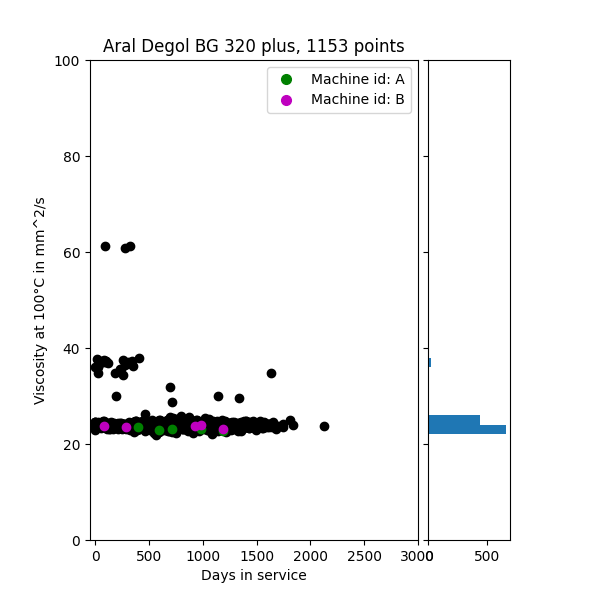 Aral Degol BG 320 plus, 1153 points
Machine id: A
Machine id: B
Viscosity at 100°C in mm^2/s
100
80
60
40
20
0
0 500 1000 1500 2000 2500 3000
0 500
Days in service